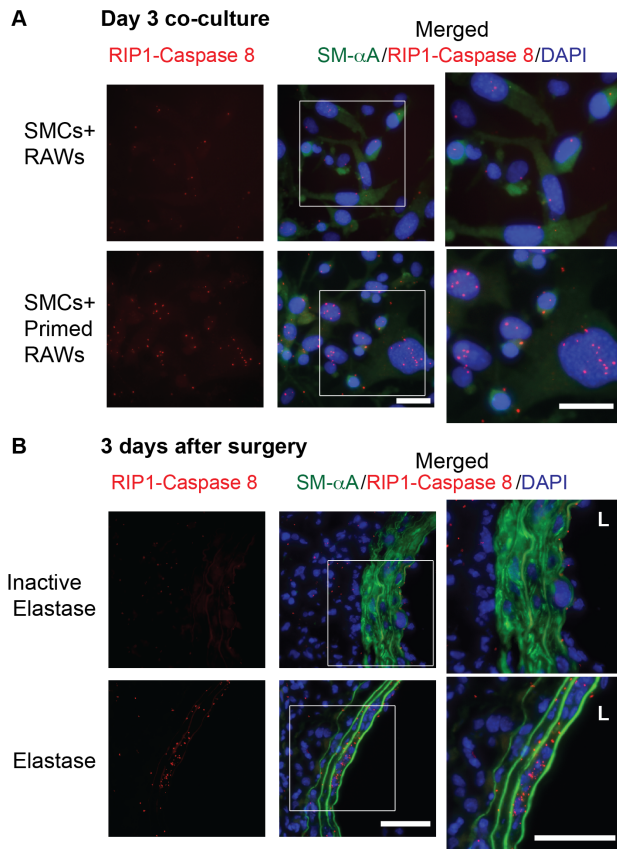 A
Day 3 co-culture
Merged
RIP1-Caspase 8
SM-αA/RIP1-Caspase 8/DAPI
SMCs+
RAWs
SMCs+
Primed
RAWs
B
3 days after surgery
Merged
RIP1-Caspase 8
SM-αA/RIP1-Caspase 8/DAPI
L
Inactive
Elastase
L
Elastase